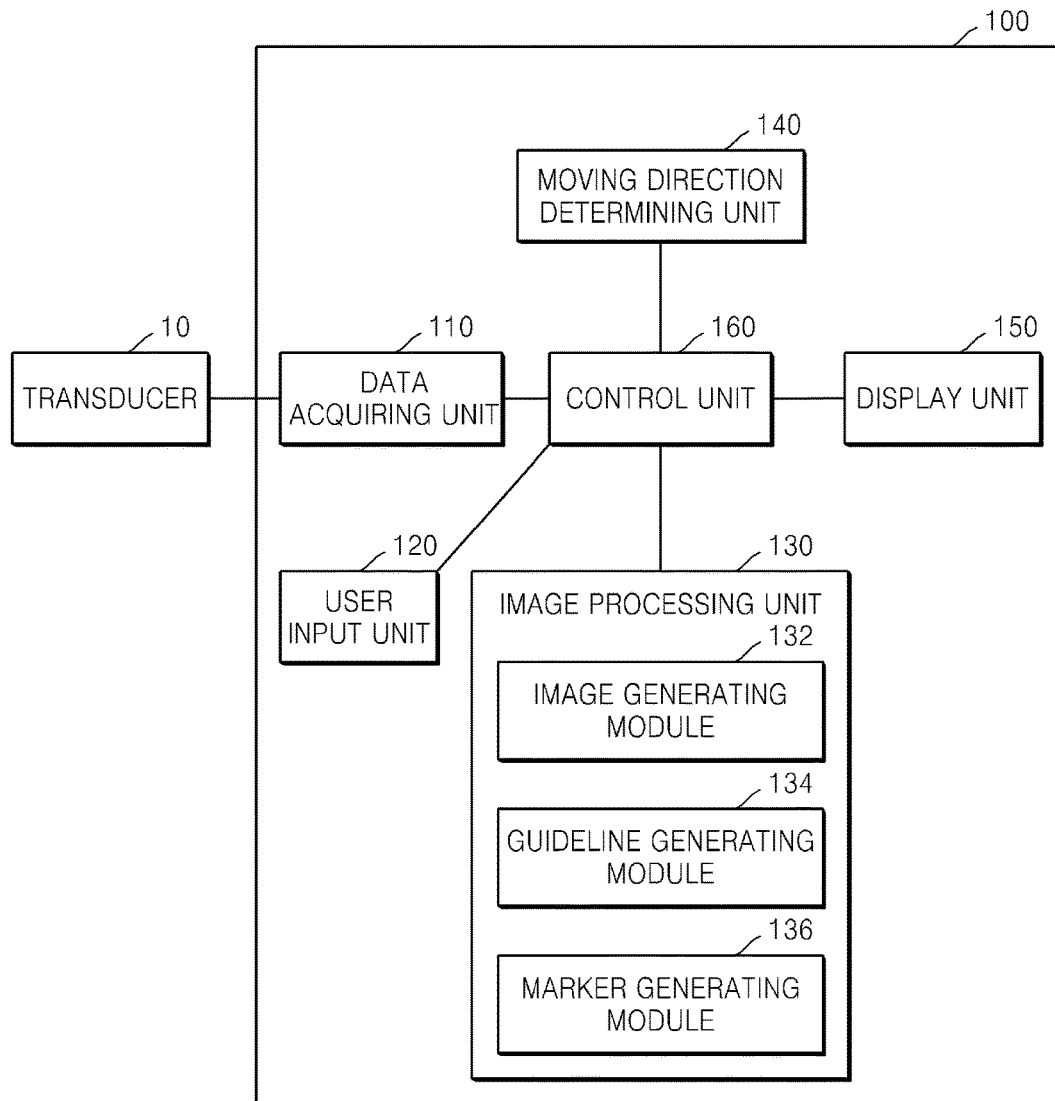 100
140
MOVING DIRECTION
DETERMINING UNIT
10
TRANSDUCER
110
DATA
ACQUIRING UNIT
160
CONTROL UNIT
150
DISPLAY UNIT
120
USER
INPUT UNIT
130
IMAGE PROCESSING UNIT
132
IMAGE GENERATING
MODULE
134
GUIDELINE GENERATING
MODULE
136
MARKER GENERATING
MODULE